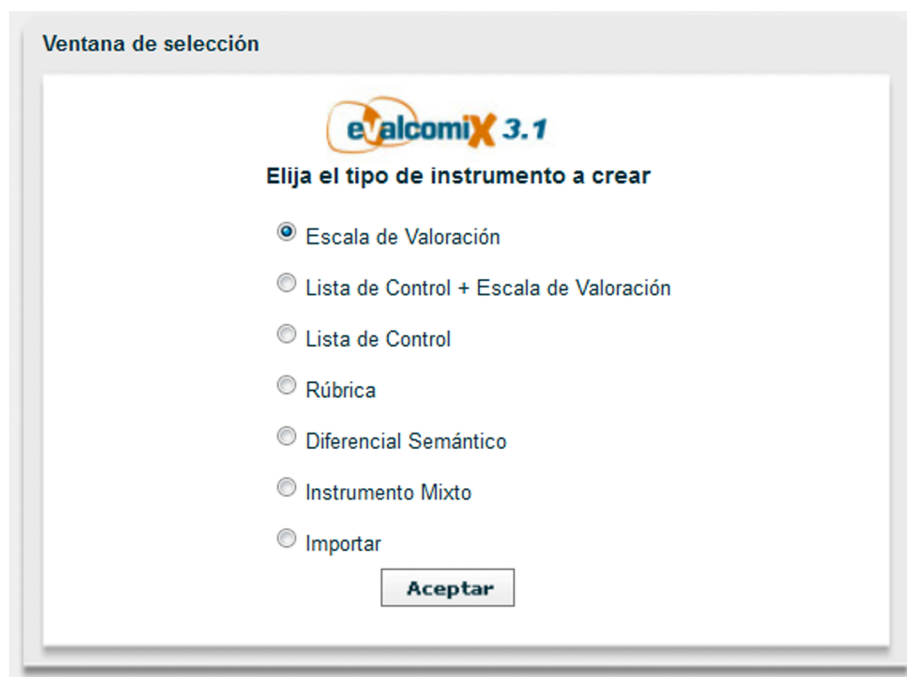 Ventana de selección
evalcomiX 3.1
Elija el tipo de instrumento a crear
Escala de Valoración
Lista de Control + Escala de Valoración
Lista de Control
Rúbrica
Diferencial Semántico
Instrumento Mixto
Importar
Aceptar